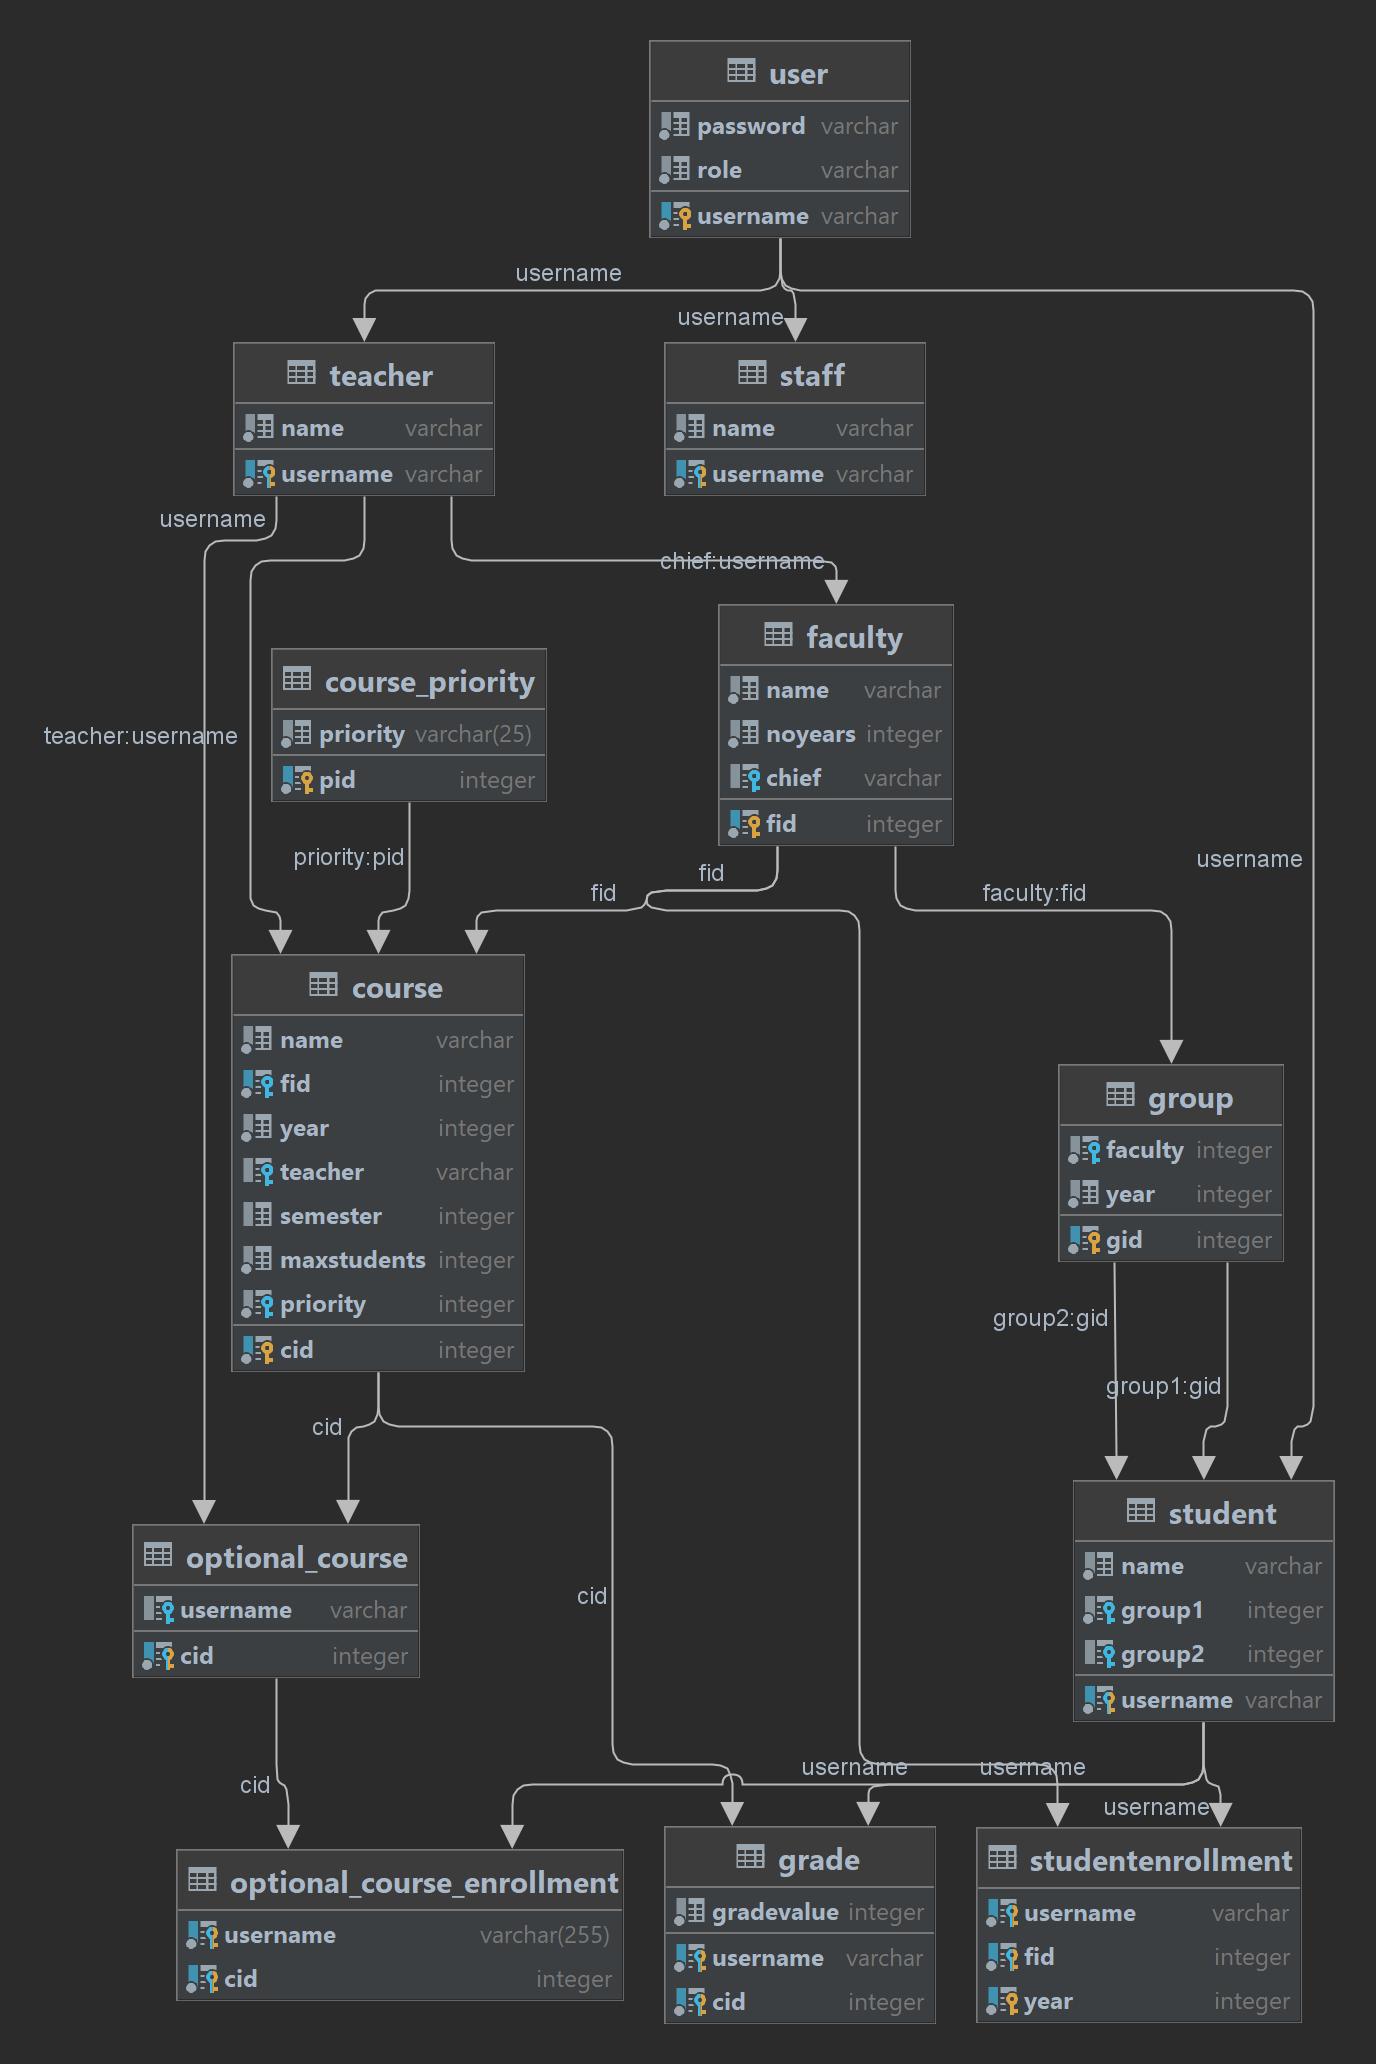 user
password varchar
role varchar
username varchar
username
username
teacher
name varchar
username varchar
staff
name varchar
username varchar
username
chief:username
faculty
name varchar
noyears integer
chief varchar
fid integer
course_priority
priority varchar(25)
pid integer
teacher:username
priority:pid
username
fid
fid
faculty:fid
course
name varchar
fid integer
year integer
teacher varchar
semester integer
maxstudents integer
priority integer
cid integer
group
faculty integer
year integer
gid integer
group2:gid
group1:gid
cid
student
name varchar
group1 integer
group2 integer
username varchar
optional_course
username varchar
cid integer
cid
cid
username
username
username
optional_course_enrollment
username varchar(255)
cid integer
grade
gradevalue integer
username varchar
cid integer
studentenrollment
username varchar
fid integer
year integer